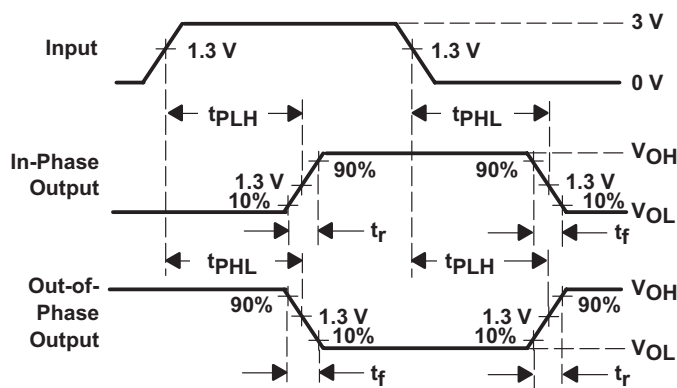 3 V
Input
1.3 V
1.3 V
0 V
tPLH
tPHL
VOH
In-Phase
Output
90%
90%
1.3 V
1.3 V
10%
10%
VOL
tr
tf
tPHL
tPLH
Out-of-
Phase
Output
VOH
90%
90%
1.3 V
1.3 V
10%
10%
VOL
tf
tr